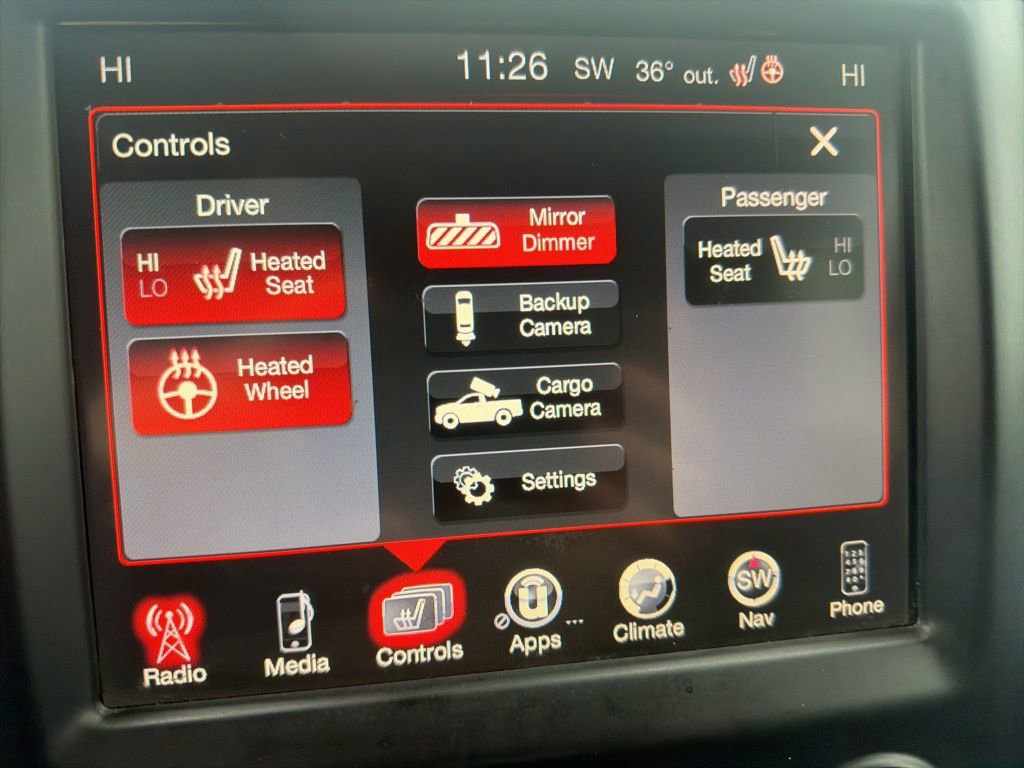 HI 11:26 SW 36° out. HI
Controls
Driver
HI
LO
Heated
Seat
Heated
Wheel
Mirror
Dimmer
Backup
Camera
Cargo
Camera
Settings
Passenger
Heated
Seat
HI
LO
Radio
Media
Controls
Apps
...
Climate
SW
Nav
Phone